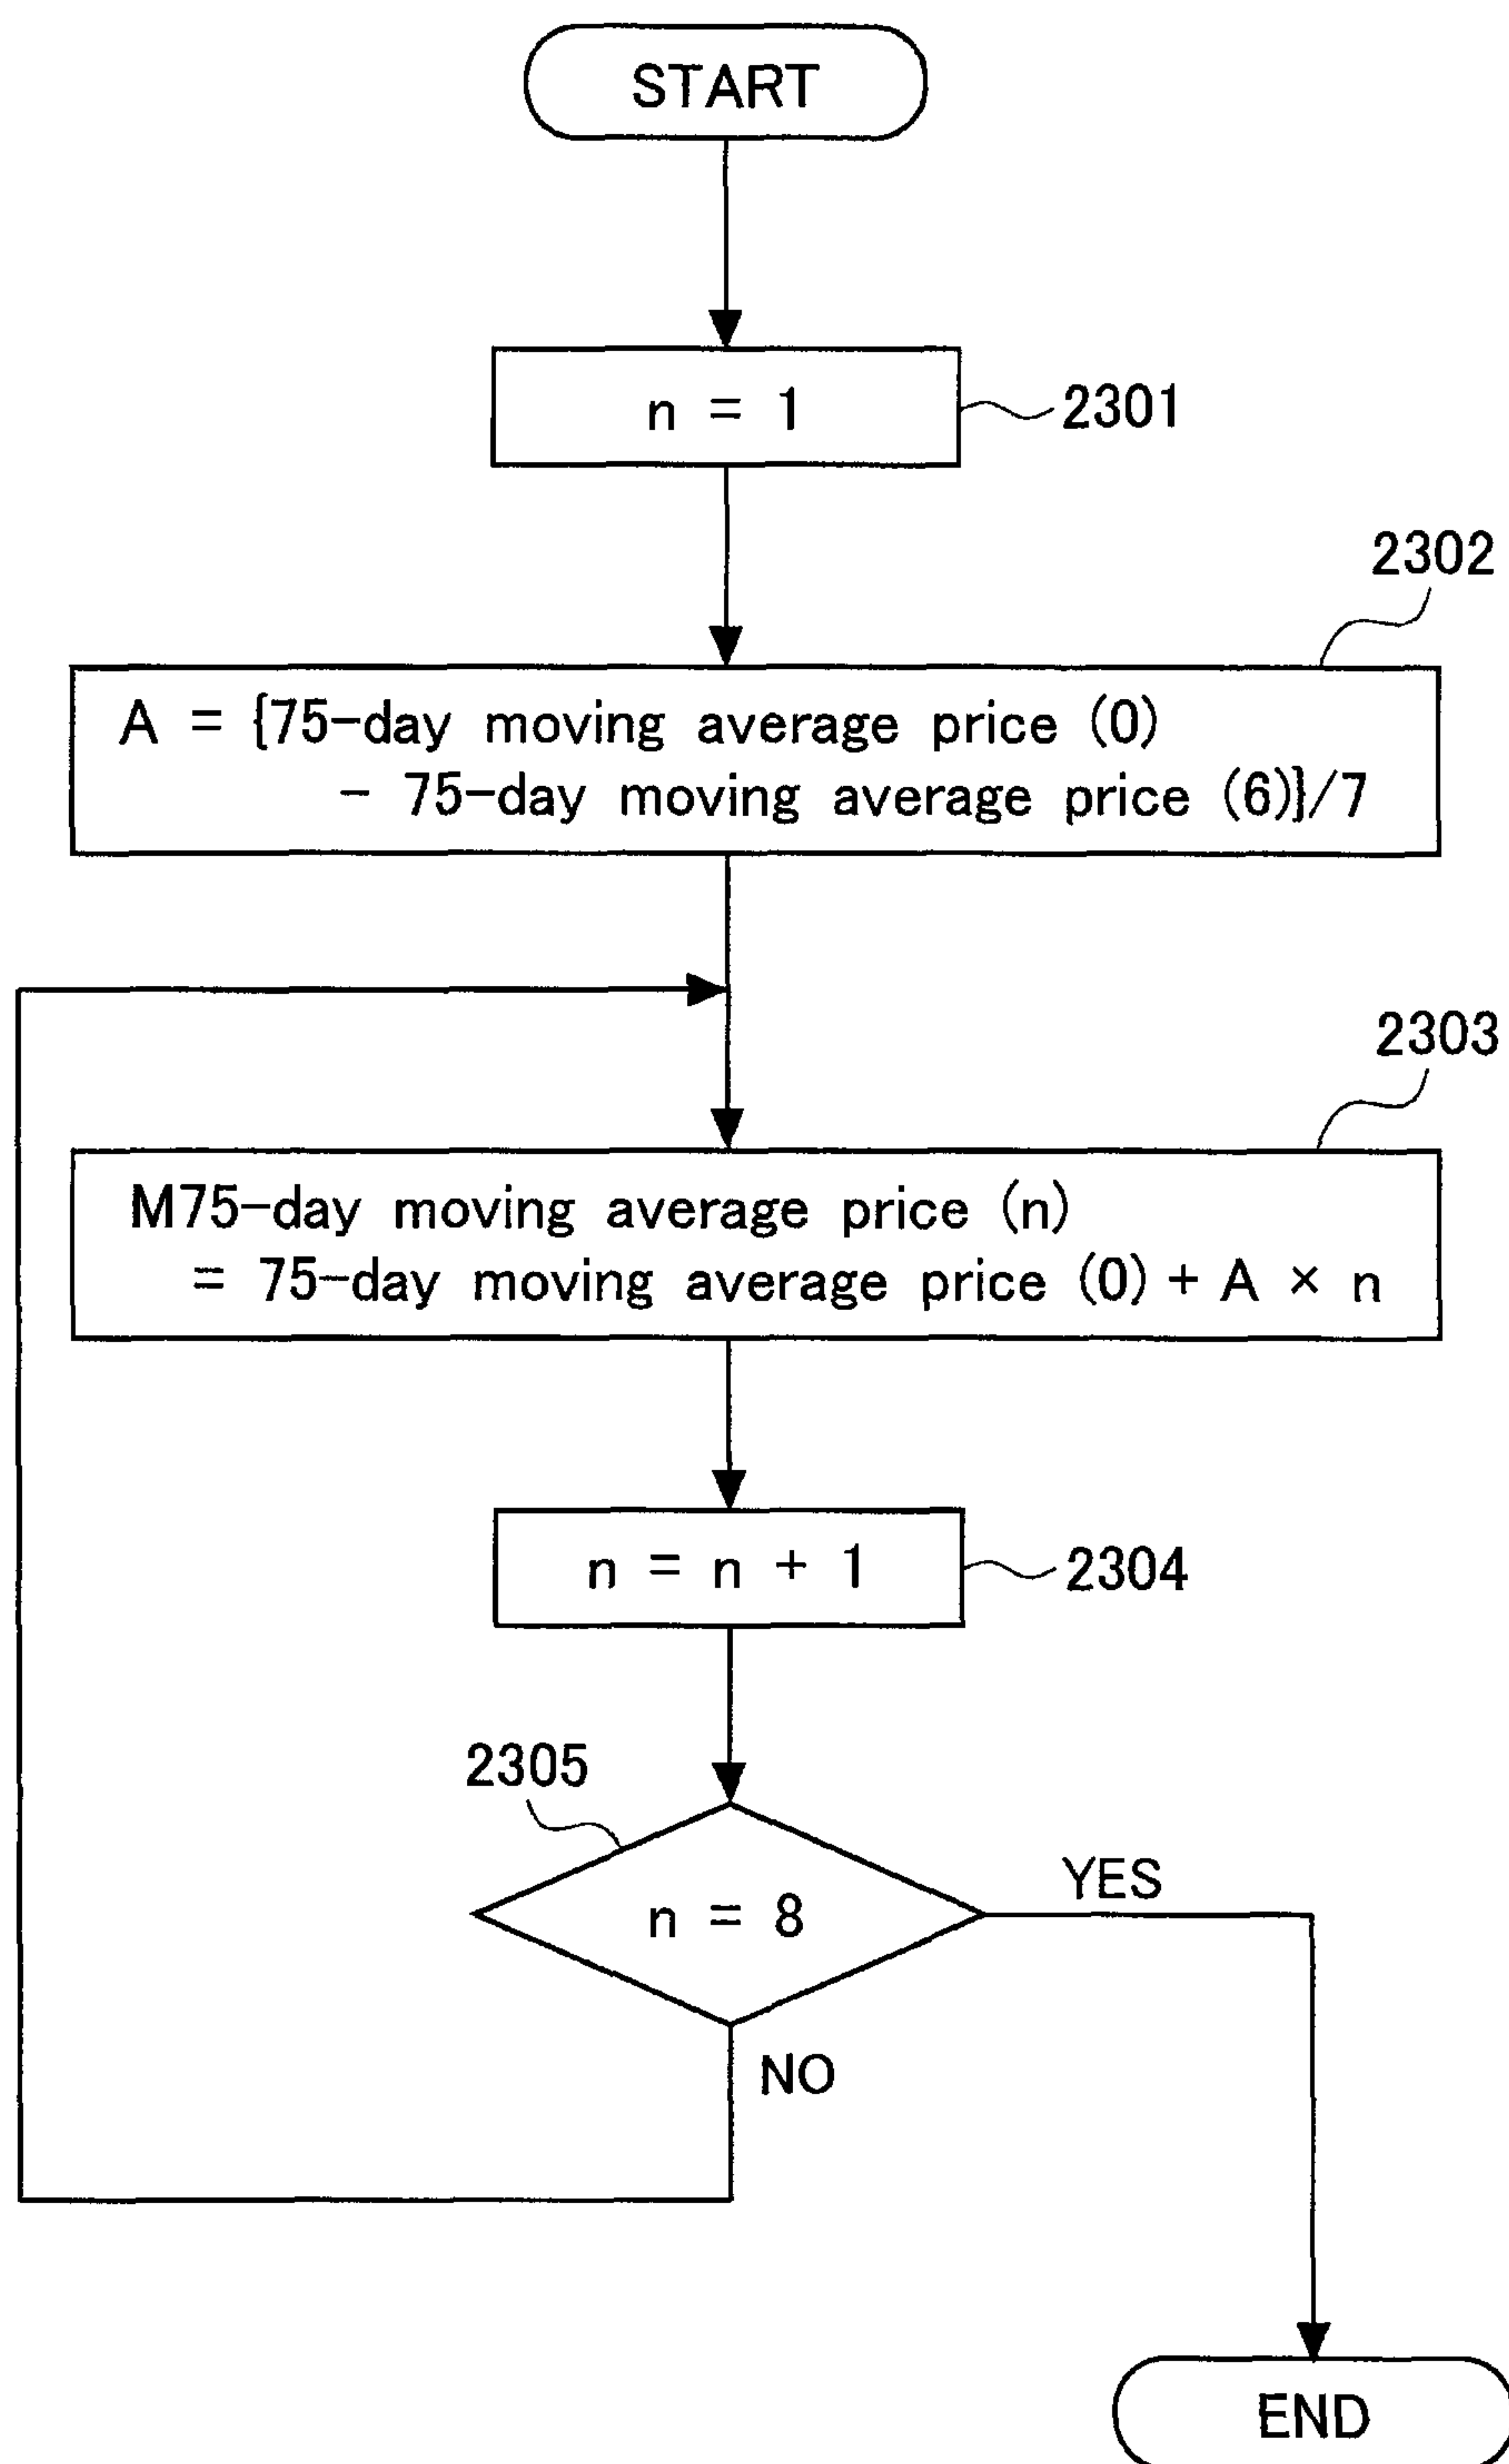 START
n = 1
2301
2302
A = {75-day moving average price (0)
- 75-day moving average price (6)}/7
2303
M75-day moving average price (n)
= 75-day moving average price (0) + A × n
n = n + 1
2304
2305
n = 8
YES
NO
END